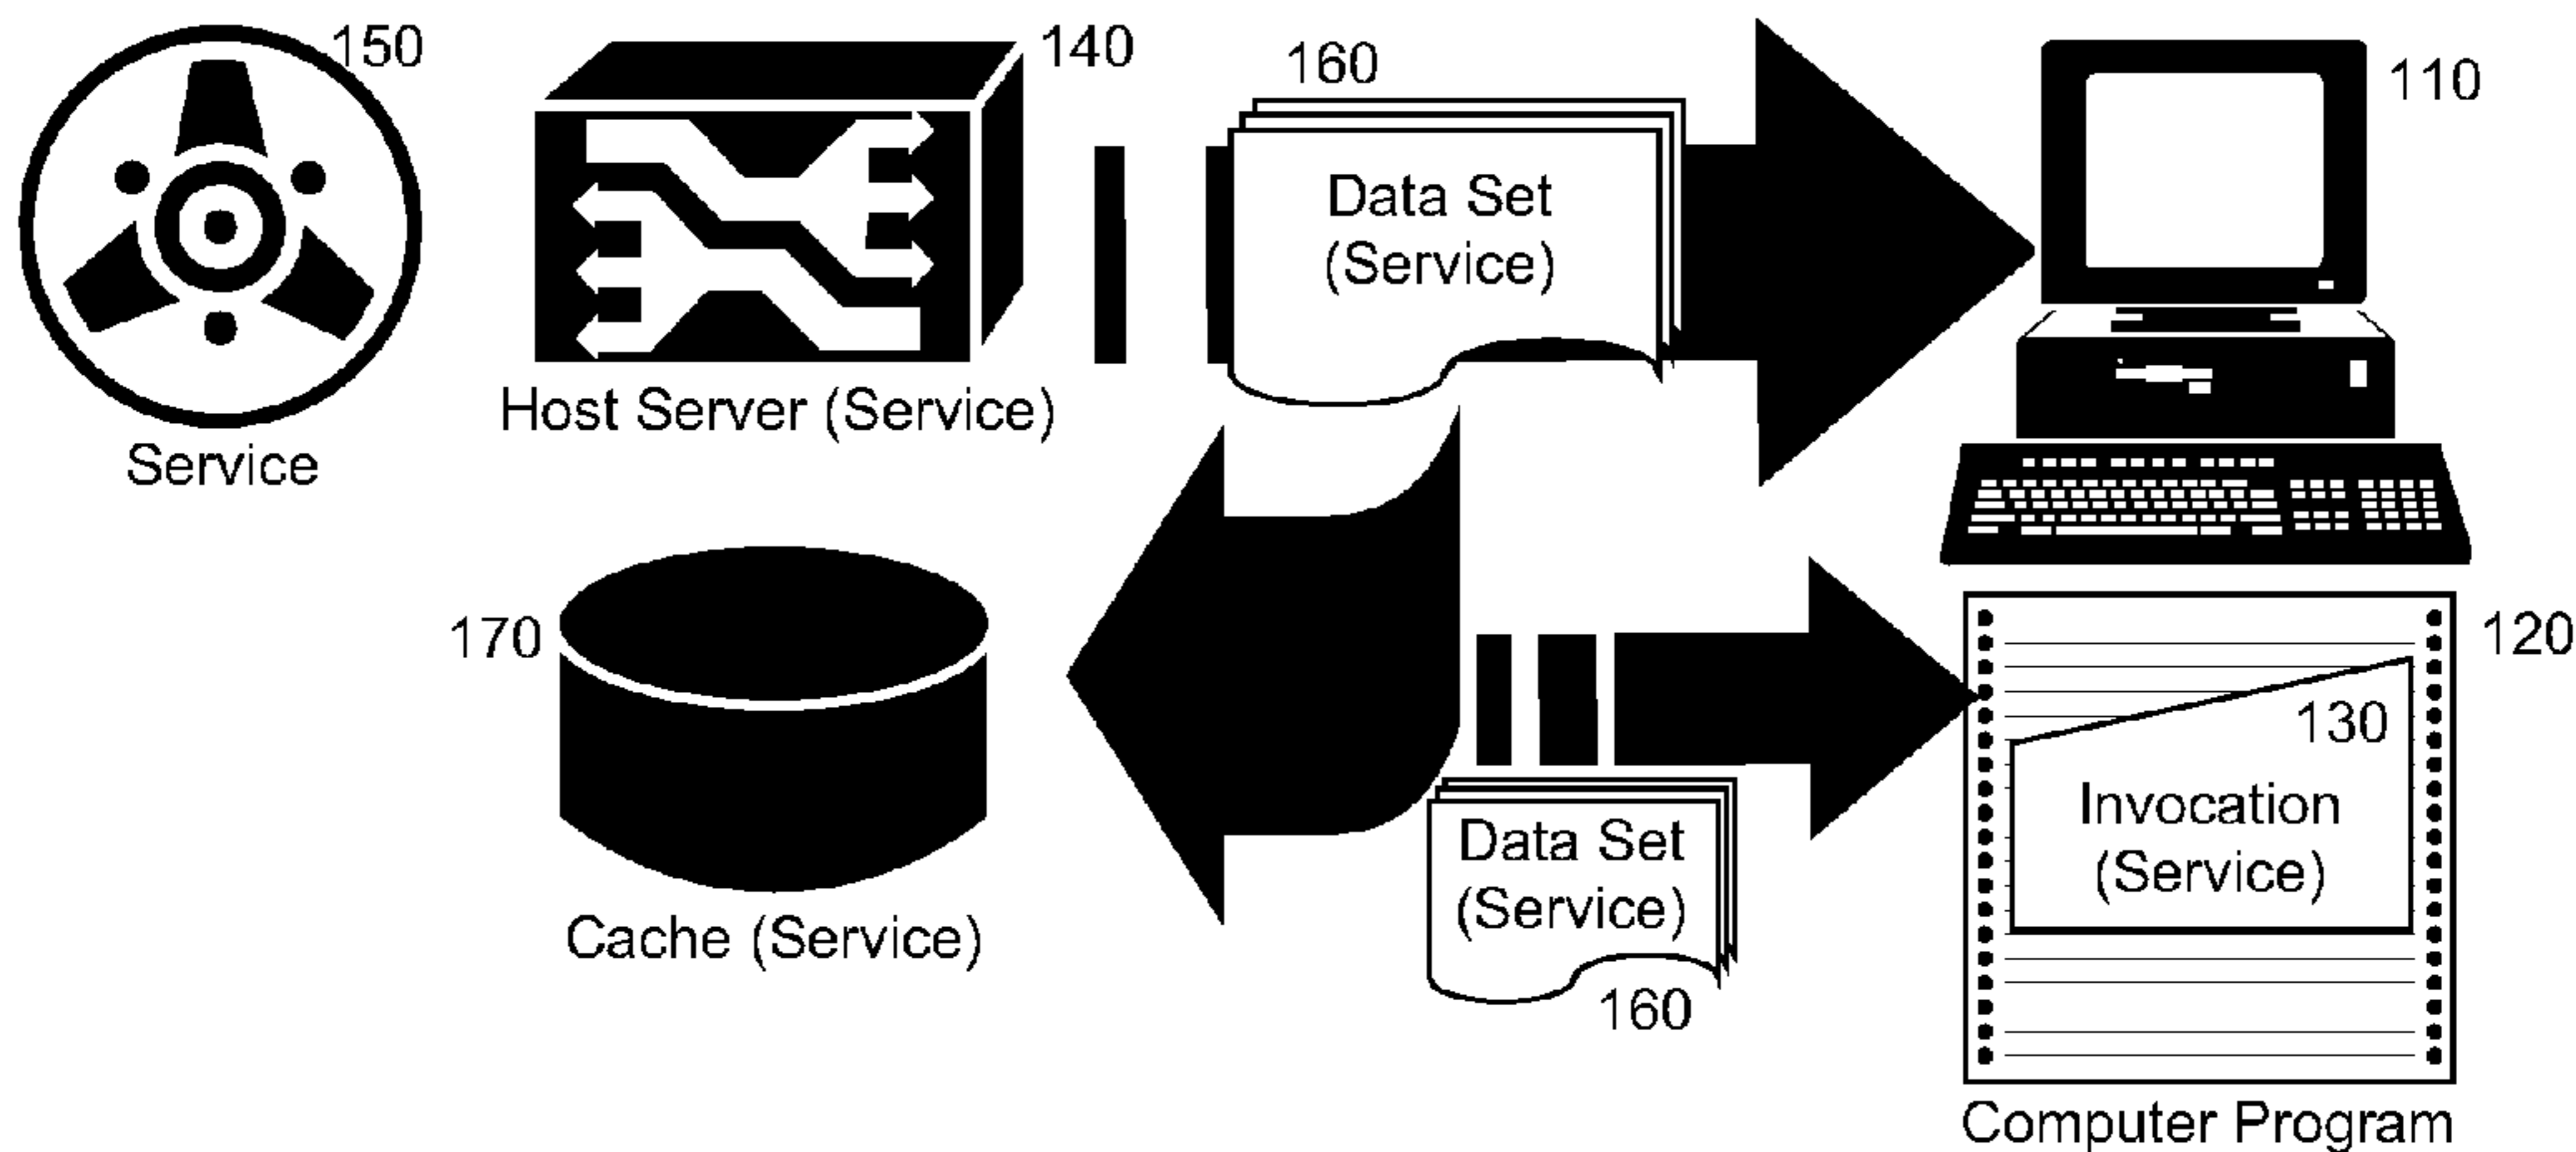 150
140
160
110
Data Set
(Service)
Host Server (Service)
Service
170
120
130
Invocation
(Service)
Data Set
(Service)
Cache (Service)
160
Computer Program